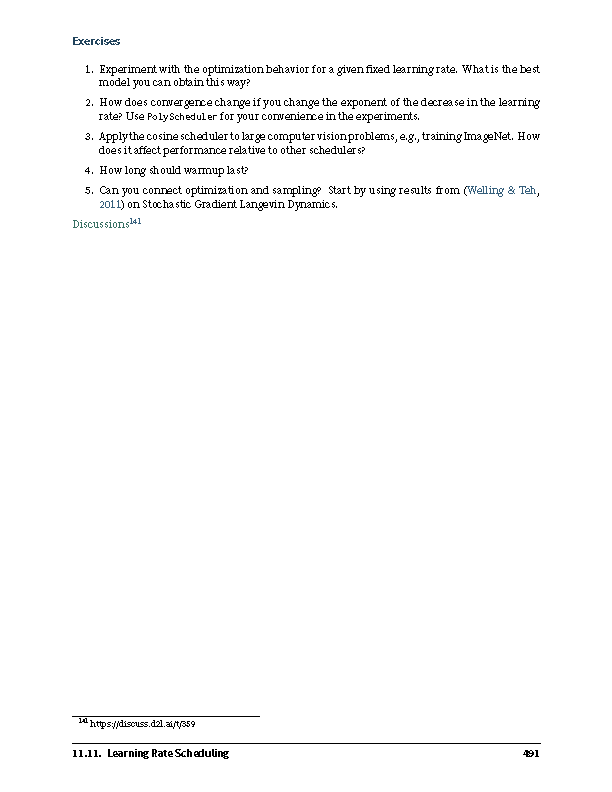 Exercises
1. Experiment with the optimization behavior for a given fixed learning rate. What is the best
model you can obtain this way?
2. How does convergence change if you change the exponent of the decrease in the learning
rate? Use PolyScheduler for your convenience in the experiments.
3. Apply the cosine scheduler to large computer vision problems, e.g., training ImageNet. How
does it affect performance relative to other schedulers?
4. How long should warmup last?
5. Can you connect optimization and sampling? Start by using results from (Welling & Teh,
2011) on Stochastic Gradient Langevin Dynamics.
Discussions141
141 https://discuss.d2l.ai/t/359
11.11. Learning Rate Scheduling 491